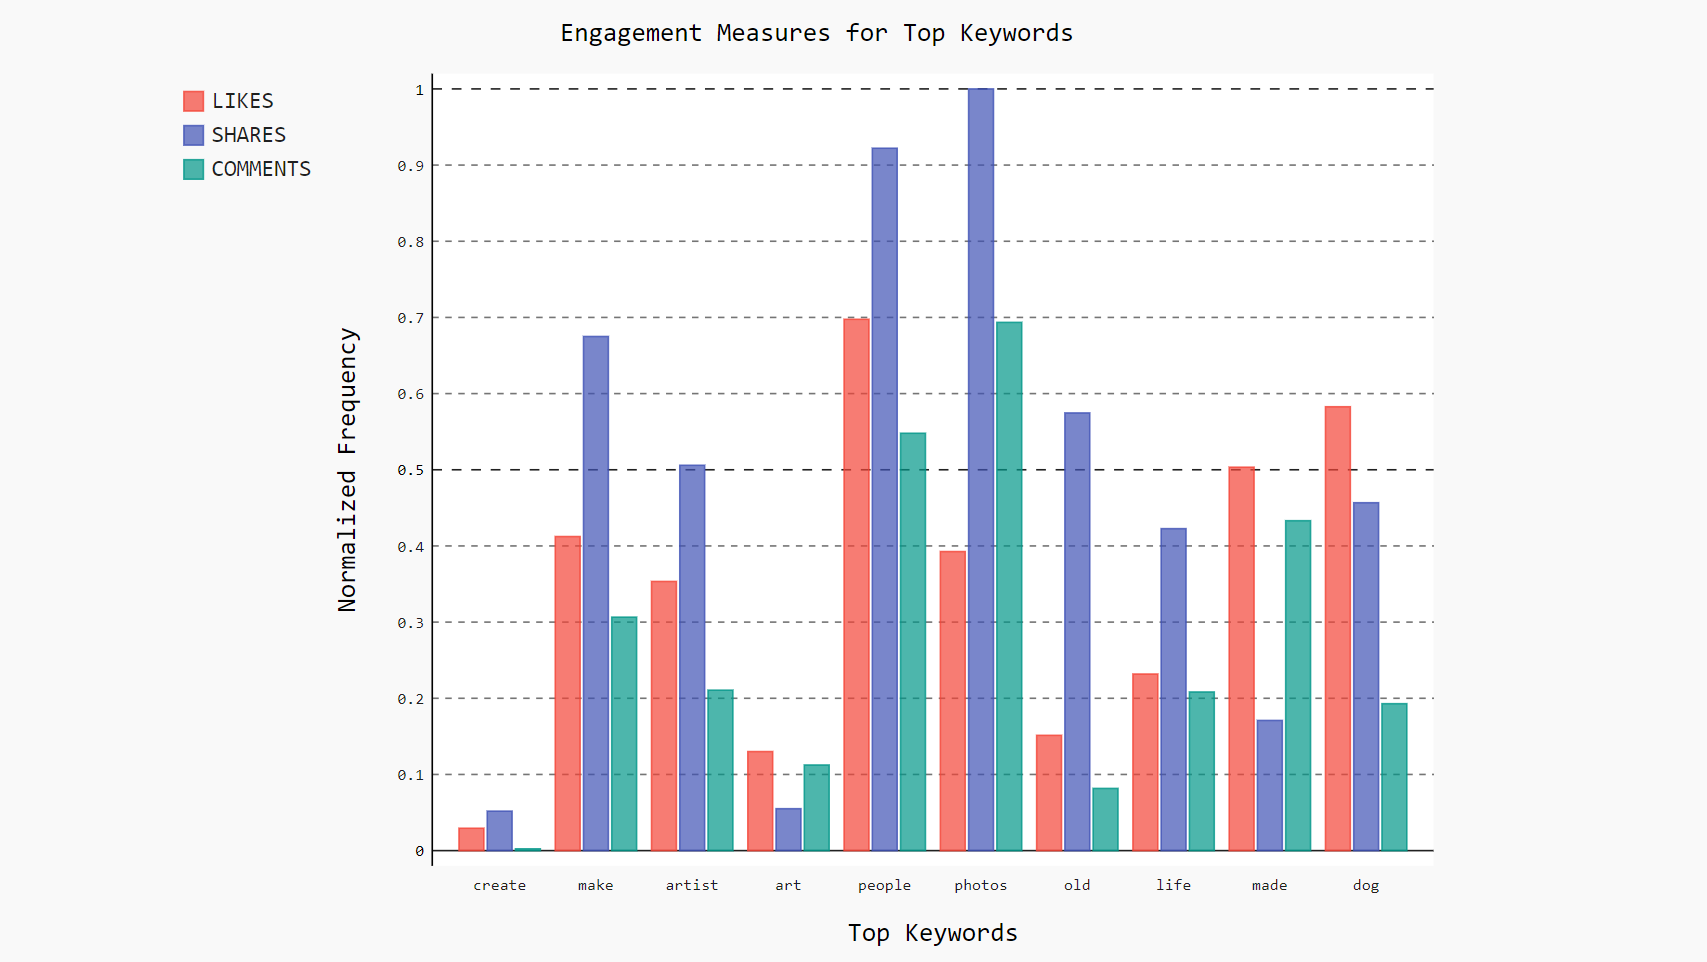 Engagement Measures for Top Keywords
LIKES
SHARES
COMMENTS
Normalized Frequency
1
0.9
0.8
0.7
0.6
0.5
0.4
0.3
0.2
0.1
0
create make artist art people photos old life made dog
Top Keywords